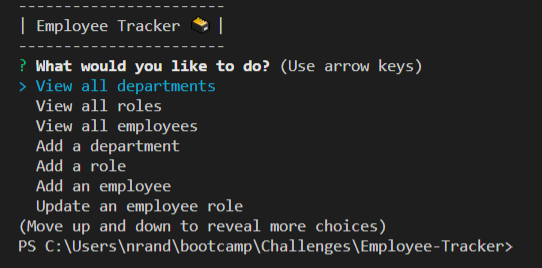 -----------------------
| Employee Tracker 🗃️ |
-----------------------
? What would you like to do? (Use arrow keys)
> View all departments
View all roles
View all employees
Add a department
Add a role
Add an employee
Update an employee role
(Move up and down to reveal more choices)
PS C:\Users\nrand\bootcamp\Challenges\Employee-Tracker>